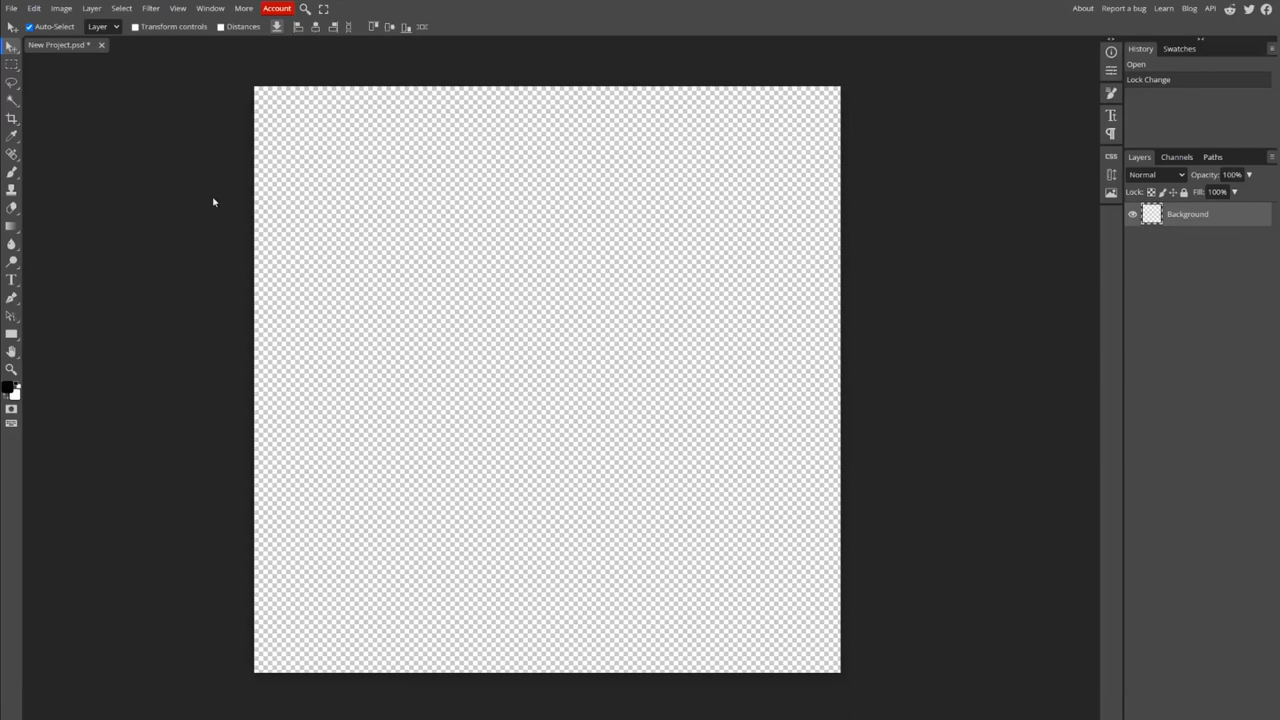 File Edit Image Layer Select Filter View Window More Account About Report a bug Learn Blog API
Auto-Select Layer Transform controls Distances
New Project.psd *
History Swatches
Open
Lock Change
Layers Channels Paths
Normal Opacity: 100%
Lock: Fill: 100%
Background
CSS